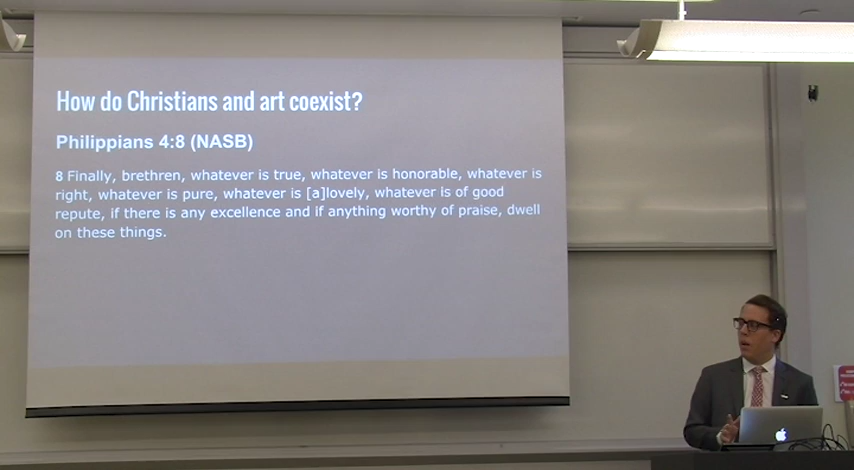 How do Christians and art coexist?
Philippians 4:8 (NASB)
8 Finally, brethren, whatever is true, whatever is honorable, whatever is
right, whatever is pure, whatever is [a]lovely, whatever is of good
repute, if there is any excellence and if anything worthy of praise, dwell
on these things.